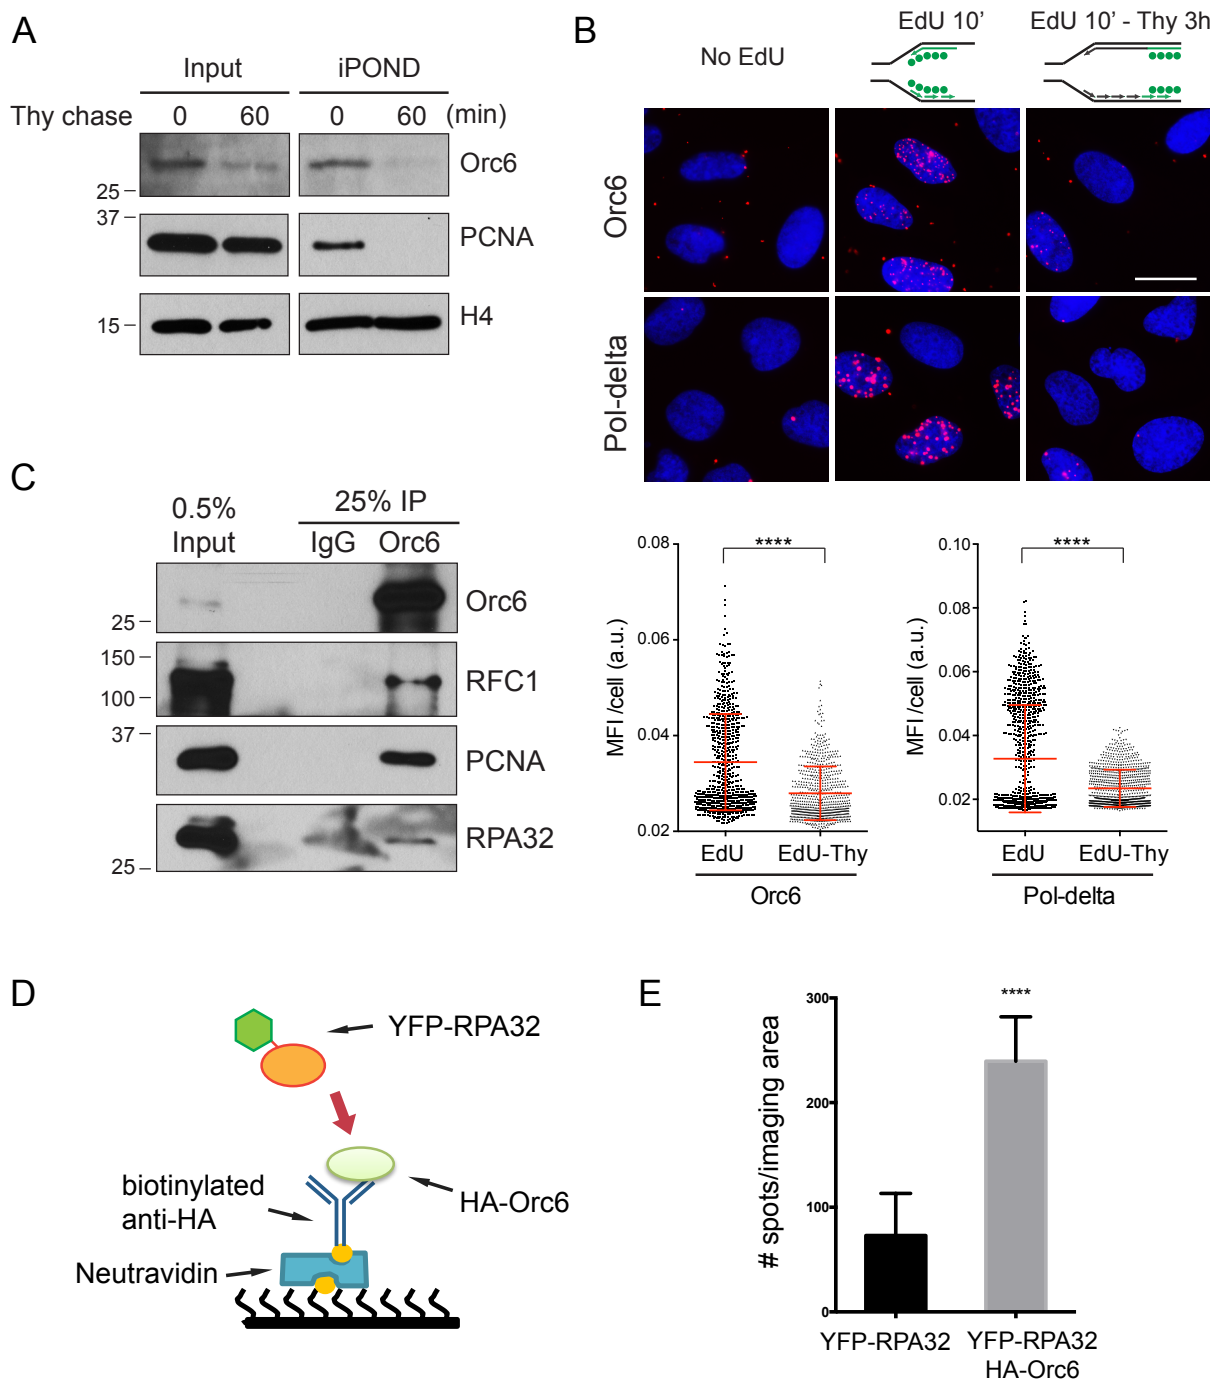 A
Input
iPOND
Thy chase
0
60
0
60
(min)
Orc6
25
37
PCNA
15
H4
B
No EdU
EdU 10’
EdU 10’ - Thy 3h
Orc6
Pol-delta
0.08
0.06
0.04
0.02
MFI/cell (a.u.)
****
EdU
EdU-Thy
Orc6
0.10
0.08
0.06
0.04
0.02
MFI/cell (a.u.)
****
EdU
EdU-Thy
Pol-delta
C
0.5%
Input
25% IP
IgG
Orc6
Orc6
25
150
100
RFC1
37
PCNA
RPA32
25
D
YFP-RPA32
biotinylated
anti-HA
HA-Orc6
Neutravidin
E
# spots/imaging area
300
200
100
0
****
YFP-RPA32
YFP-RPA32
HA-Orc6